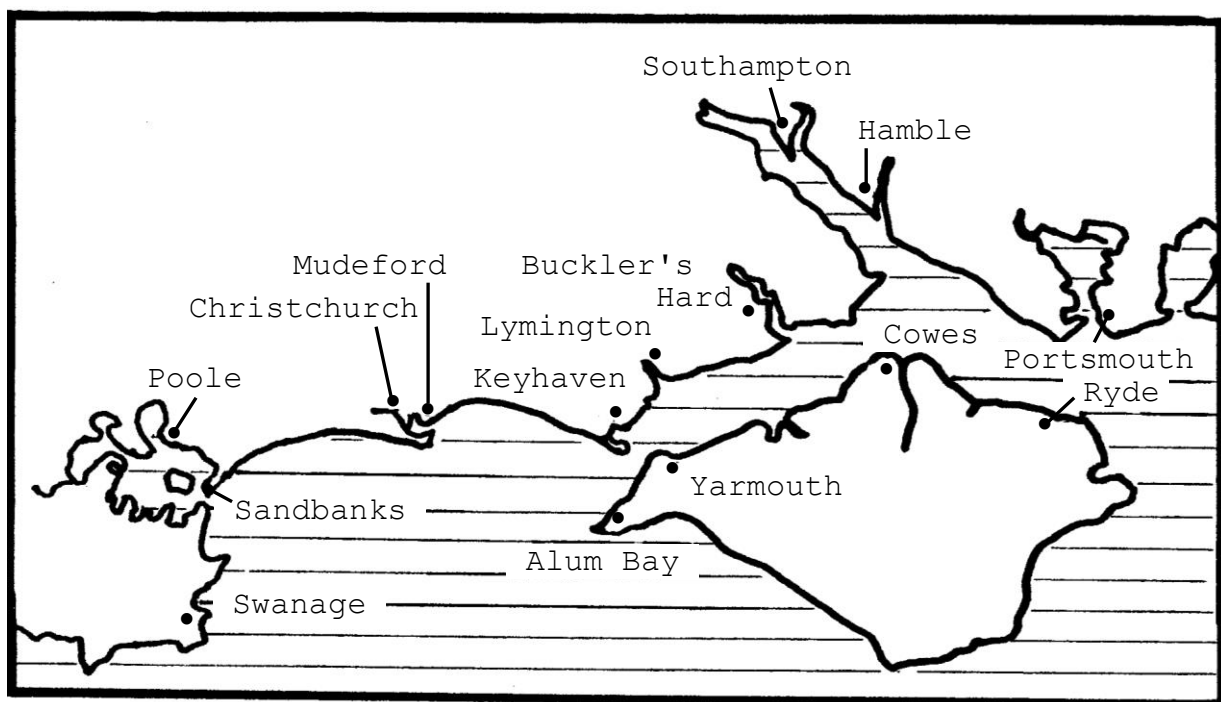 Southampton
Hamble
Mudeford
Buckler's
Hard
Christchurch
Lymington
Cowes
Portsmouth
Poole
Keyhaven
Ryde
Yarmouth
Sandbanks
Alum Bay
Swanage